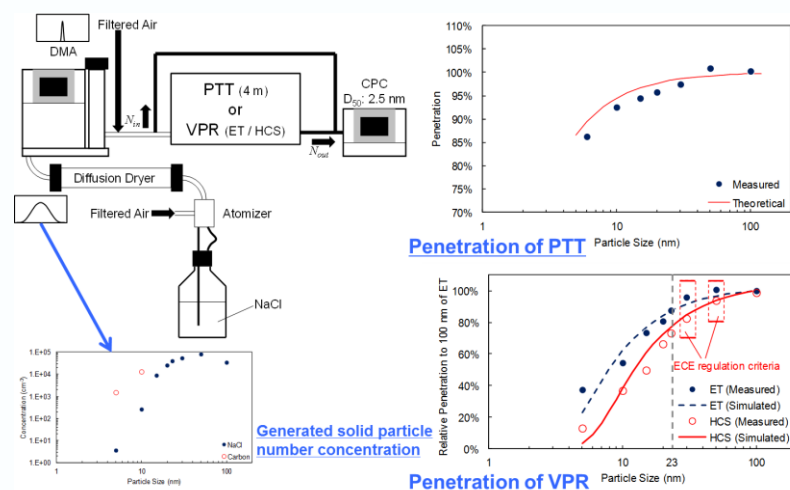 Filtered Air
DMA
N_in
PTT (4 m)
or
VPR (ET / HCS)
CPC
D50: 2.5 nm
N_out
Diffusion Dryer
Filtered Air
Atomizer
NaCl
Concentration (cm-3)
1.E+05
1.E+04
1.E+03
1.E+02
1.E+01
1.E+00
1
10
100
Particle Size (nm)
NaCl
Carbon
Generated solid particle
number concentration
Penetration
110%
105%
100%
95%
90%
85%
80%
75%
70%
1
10
100
Particle Size (nm)
Measured
Theoretical
Penetration of PTT
Relative Penetration to 100 nm of ET
100%
80%
60%
40%
20%
0%
1
10
23
100
Particle Size (nm)
ECE regulation criteria
ET (Measured)
ET (Simulated)
HCS (Measured)
HCS (Simulated)
Penetration of VPR